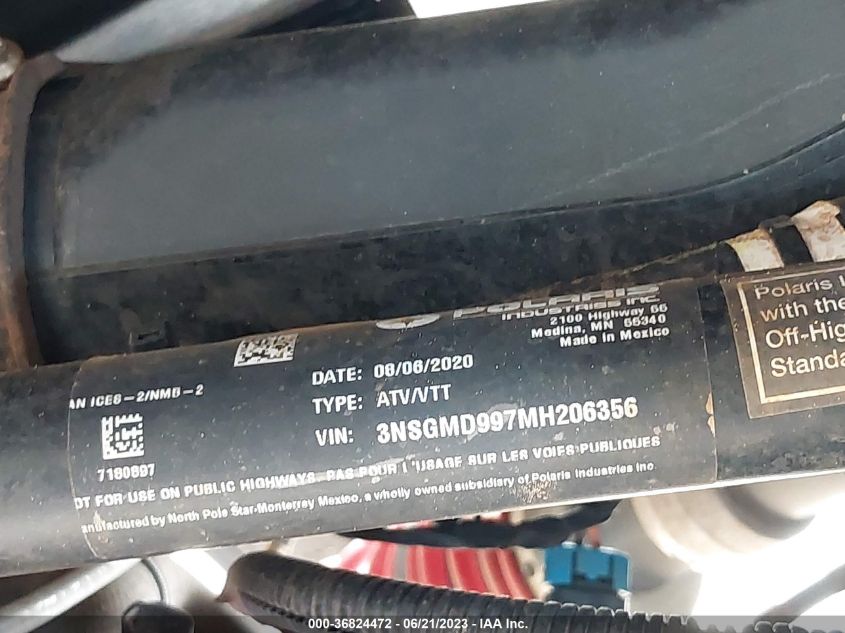 POLARIS
INDUSTRIES INC.
2100 Highway 55
Medina, MN 55340
Made in Mexico
AN ICES-2/NMB-2
7180897
DATE: 06/06/2020
TYPE: ATV/VTT
VIN: 3NSGMD997MH206356
OT FOR USE ON PUBLIC HIGHWAYS. PAS POUR L'USAGE SUR LES VOIES PUBLIQUES
anufactured by North Pole Star-Monterrey Mexico, a wholly owned subsidiary of Polaris Industries Inc.
Polaris
with the
Off-Hig
Standa
000-36824472 - 06/21/2023 - IAA Inc.